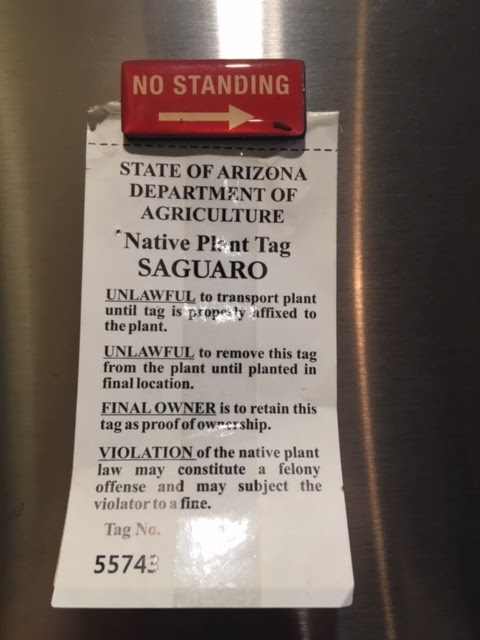 NO STANDING
STATE OF ARIZONA
DEPARTMENT OF
AGRICULTURE
Native Plant Tag
SAGUARO
UNLAWFUL to transport plant
until tag is properly affixed to
the plant.
UNLAWFUL to remove this tag
from the plant until planted in
final location.
FINAL OWNER is to retain this
tag as proof of ownership.
VIOLATION of the native plant
law may constitute a felony
offense and may subject the
violator to a fine.
Tag No.
55743